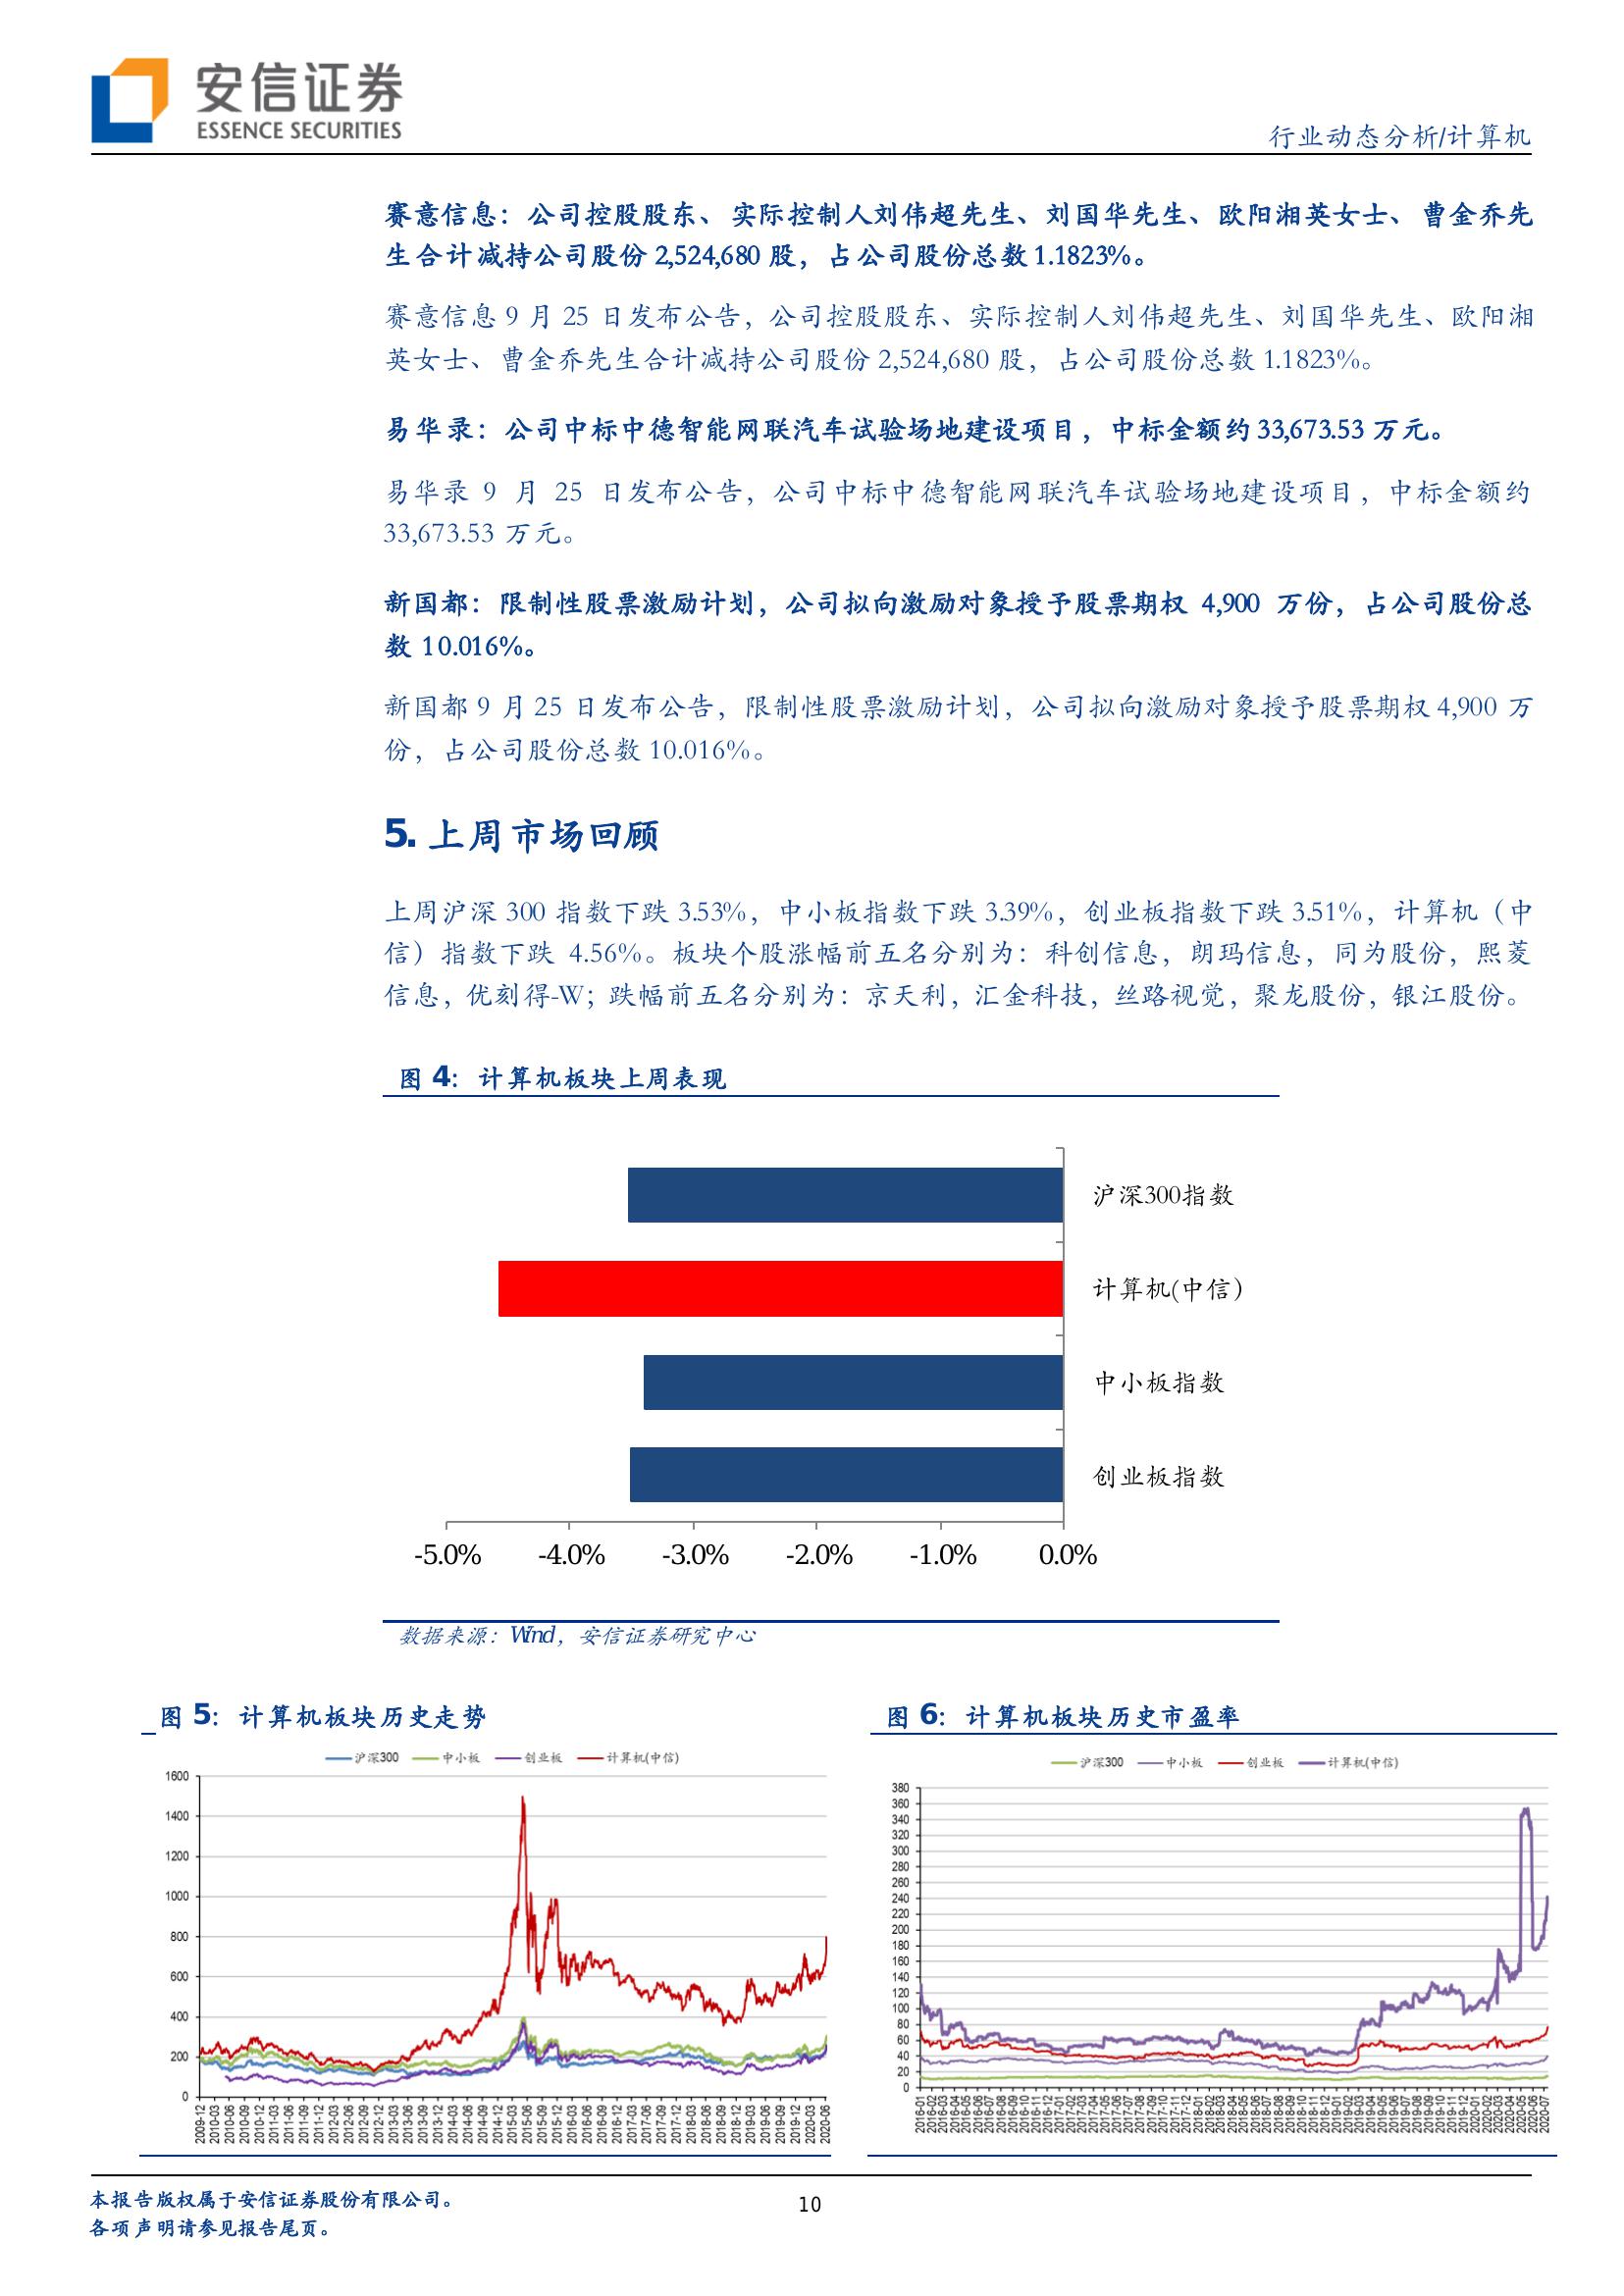 安信证券
ESSENCE SECURITIES
行业动态分析/计算机
赛意信息：公司控股股东、实际控制人刘伟超先生、刘国华先生、欧阳湘英女士、曹金乔先
生合计减持公司股份 2,524,680 股，占公司股份总数 1.1823%。
赛意信息 9 月 25 日发布公告，公司控股股东、实际控制人刘伟超先生、刘国华先生、欧阳湘
英女士、曹金乔先生合计减持公司股份 2,524,680 股，占公司股份总数 1.1823%。
易华录：公司中标中德智能网联汽车试验场地建设项目，中标金额约 33,673.53 万元。
易华录 9 月 25 日发布公告，公司中标中德智能网联汽车试验场地建设项目，中标金额约
33,673.53 万元。
新国都：限制性股票激励计划，公司拟向激励对象授予股票期权 4,900 万份，占公司股份总
数 10.016%。
新国都 9 月 25 日发布公告，限制性股票激励计划，公司拟向激励对象授予股票期权 4,900 万
份，占公司股份总数 10.016%。
5. 上周市场回顾
上周沪深 300 指数下跌 3.53%，中小板指数下跌 3.39%，创业板指数下跌 3.51%，计算机（中
信）指数下跌 4.56%。板块个股涨幅前五名分别为：科创信息，朗玛信息，同为股份，熙菱
信息，优刻得-W；跌幅前五名分别为：京天利，汇金科技，丝路视觉，聚龙股份，银江股份。
图 4：计算机板块上周表现
沪深300指数
计算机(中信）
中小板指数
创业板指数
-5.0% -4.0% -3.0% -2.0% -1.0% 0.0%
数据来源：Wind，安信证券研究中心
图 5：计算机板块历史走势
沪深300 中小板 创业板 计算机(中信)
1600
1400
1200
1000
800
600
400
200
0
2009-12 2010-03 2010-06 2010-09 2010-12 2011-03 2011-06 2011-09 2011-12 2012-03 2012-06 2012-09 2012-12 2013-03 2013-06 2013-09 2013-12 2014-03 2014-06 2014-09 2014-12 2015-03 2015-06 2015-09 2015-12 2016-03 2016-06 2016-09 2016-12 2017-03 2017-06 2017-09 2017-12 2018-03 2018-06 2018-09 2018-12 2019-03 2019-06 2019-09 2019-12 2020-03 2020-06
图 6：计算机板块历史市盈率
沪深300 中小板 创业板 计算机(中信)
380
360
340
320
300
280
260
240
220
200
180
160
140
120
100
80
60
40
20
0
2016-01 2016-02 2016-03 2016-04 2016-05 2016-06 2016-07 2016-08 2016-09 2016-10 2016-11 2016-12 2017-01 2017-02 2017-03 2017-04 2017-05 2017-06 2017-07 2017-08 2017-09 2017-10 2017-11 2017-12 2018-01 2018-02 2018-03 2018-04 2018-05 2018-06 2018-07 2018-08 2018-09 2018-10 2018-11 2018-12 2019-01 2019-02 2019-03 2019-04 2019-05 2019-06 2019-07 2019-08 2019-09 2019-10 2019-11 2019-12 2020-01 2020-02 2020-03 2020-04 2020-05 2020-06 2020-07
本报告版权属于安信证券股份有限公司。
各项声明请参见报告尾页。
10